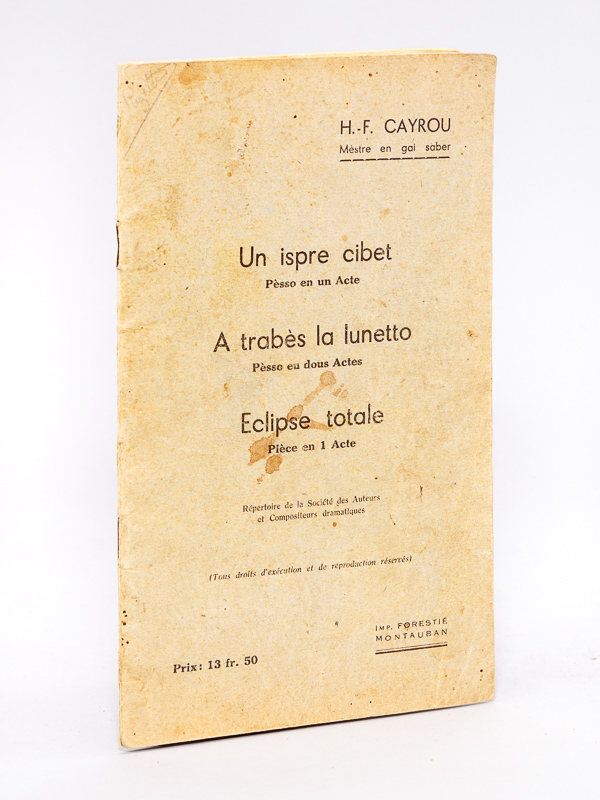 H.-F. CAYROU
Mèstre en gai saber
Un ispre cibet
Pèsso en un Acte
A trabès la lunetto
Pèsso en dous Actes
Eclipse totale
Pièce en 1 Acte
Répertoire de la Société des Auteurs
et Compositeurs dramatiques
(Tous droits d'exécution et de reproduction réservés)
IMP. FORESTIÉ
MONTAUBAN
Prix : 13 fr. 50